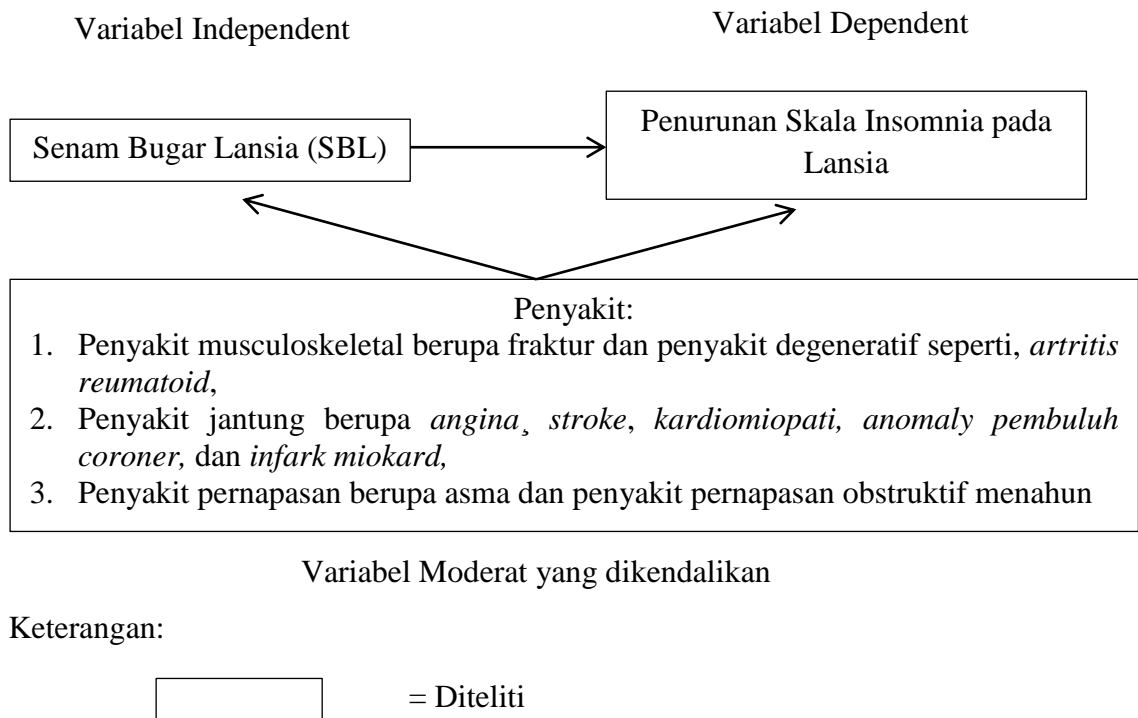 Variabel Independent
Variabel Dependent
Senam Bugar Lansia (SBL)
Penurunan Skala Insomnia pada
Lansia
Penyakit:
1. Penyakit musculoskeletal berupa fraktur dan penyakit degeneratif seperti, artritis
reumatoid,
2. Penyakit jantung berupa angina¸ stroke, kardiomiopati, anomaly pembuluh
coroner, dan infark miokard,
3. Penyakit pernapasan berupa asma dan penyakit pernapasan obstruktif menahun
Variabel Moderat yang dikendalikan
Keterangan:
= Diteliti